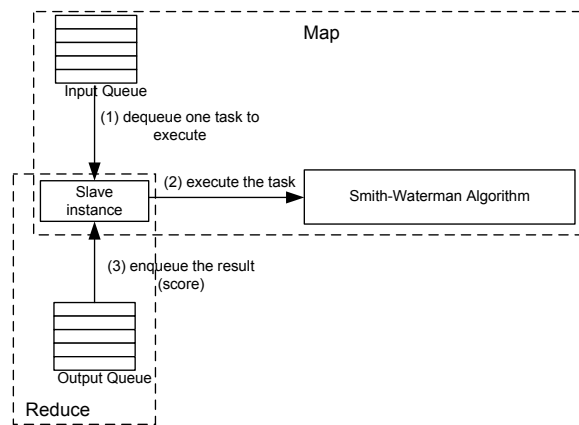 Map
Input Queue
(1) dequeue one task to
execute
Slave
instance
(2) execute the task
Smith-Waterman Algorithm
(3) enqueue the result
(score)
Output Queue
Reduce